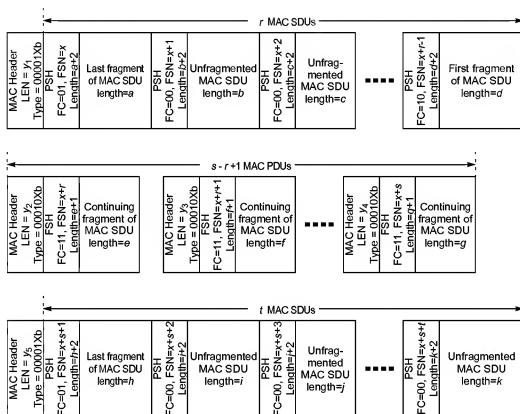 r MAC SDUs
MAC Header
LEN = y1
Type = 00001Xb
PSH
FC=01, FSN=x
Length=a+2
Last fragment
of MAC SDU
length=a
PSH
FC=00, FSN=x+1
Length=b+2
Unfragmented
MAC SDU
length=b
PSH
FC=00, FSN=x+2
Length=c+2
Unfrag-
mented
MAC SDU
length=c
PSH
FC=10, FSN=x+r-1
Length=d+2
First fragment
of MAC SDU
length=d
s - r +1 MAC PDUs
MAC Header
LEN = y2
Type = 00010Xb
FSH
FC=11, FSN=x+r
Length=e+1
Continuing
fragment of
MAC SDU
length=e
MAC Header
LEN = y3
Type = 00010Xb
FSH
FC=11, FSN=x+r+1
Length=f+1
Continuing
fragment of
MAC SDU
length=f
MAC Header
LEN = y4
Type = 00010Xb
FSH
FC=11, FSN=x+s
Length=g+1
Continuing
fragment of
MAC SDU
length=g
t MAC SDUs
MAC Header
LEN = y5
Type = 00001Xb
PSH
FC=01, FSN=x+s+1
Length=h+2
Last fragment
of MAC SDU
length=h
PSH
FC=00, FSN=x+s+2
Length=i+2
Unfragmented
MAC SDU
length=i
PSH
FC=00, FSN=x+s+3
Length=j+2
Unfrag-
mented
MAC SDU
length=j
PSH
FC=00, FSN=x+s+t
Length=k+2
Unfragmented
MAC SDU
length=k